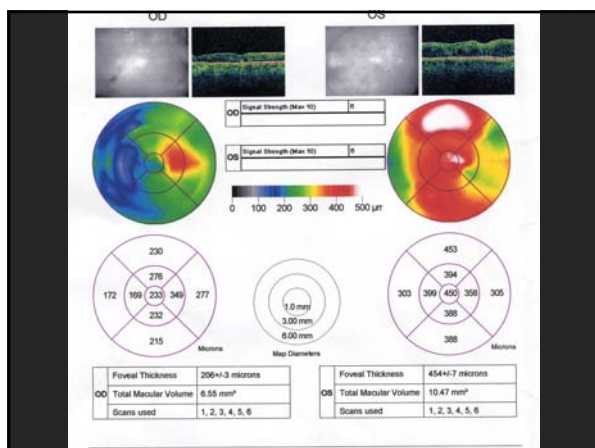 OD OS
OD Signal Strength (Max 10) 6
OS Signal Strength (Max 10) 6
0 100 200 300 400 500 µm
230
276
172 169 233 349 277
232
215
Microns
1.0 mm
3.00 mm
6.00 mm
Map Diameters
453
394
303 399 450 358 305
388
388
Microns
OD
Foveal Thickness 206+/-3 microns
Total Macular Volume 6.55 mm³
Scans used 1, 2, 3, 4, 5, 6
OS
Foveal Thickness 454+/-7 microns
Total Macular Volume 10.47 mm³
Scans used 1, 2, 3, 4, 5, 6